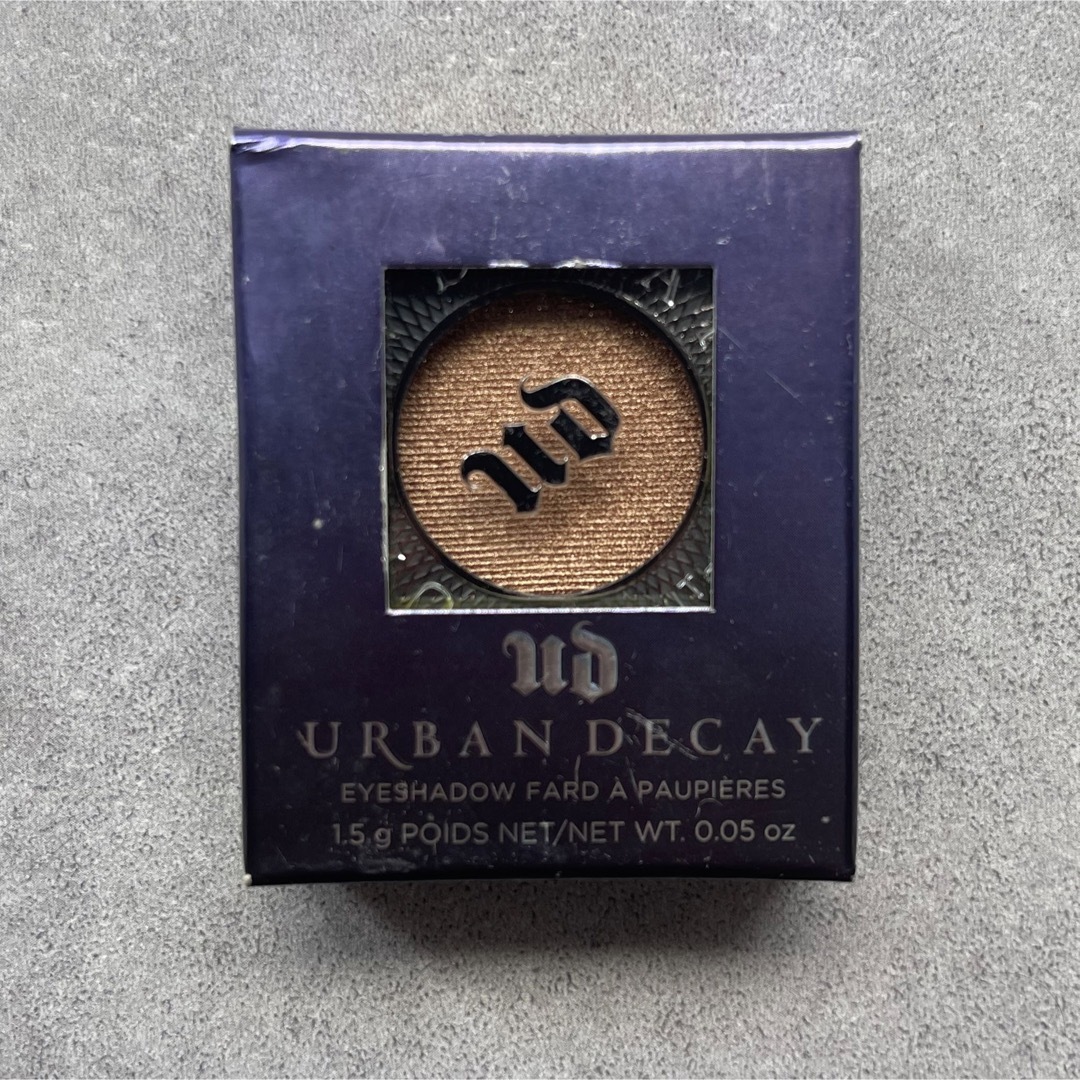 ud
ud
URBAN DECAY
EYESHADOW FARD À PAUPIÈRES
1.5 g POIDS NET/NET WT. 0.05 oz